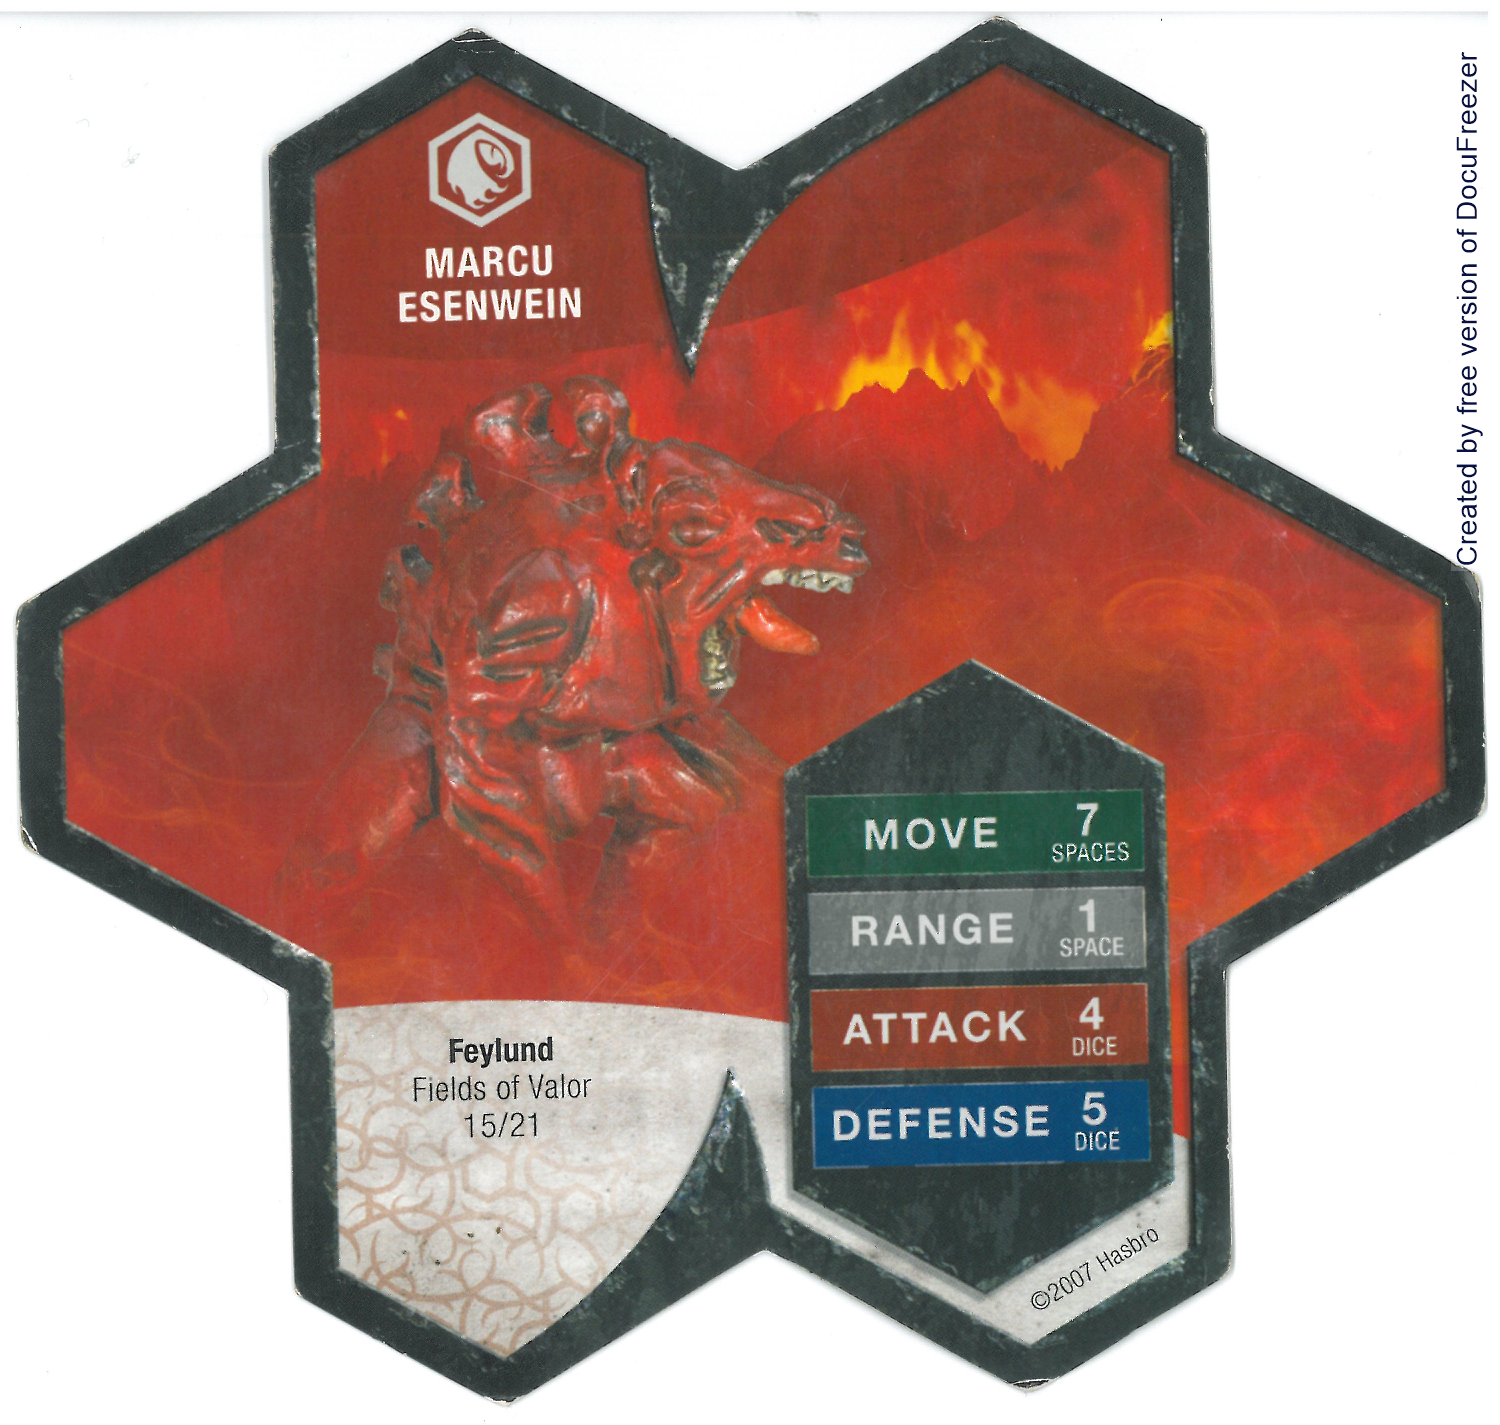 MARCU
ESENWEIN
MOVE 7 SPACES
RANGE 1 SPACE
ATTACK 4 DICE
DEFENSE 5 DICE
Feylund
Fields of Valor
15/21
©2007 Hasbro
Created by free version of DocuFreezer